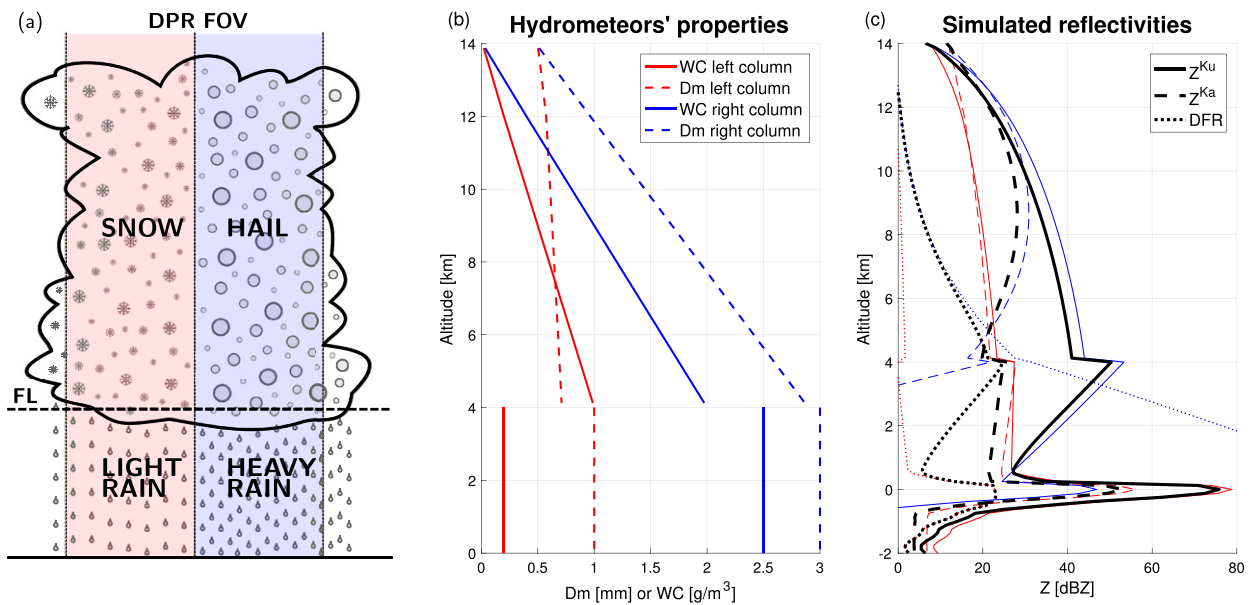 (a)
DPR FOV
SNOW
HAIL
FL
LIGHT
RAIN
HEAVY
RAIN
(b)
Hydrometeors' properties
WC left column
Dm left column
WC right column
Dm right column
Altitude [km]
14
12
10
8
6
4
2
0
0 0.5 1 1.5 2 2.5 3
Dm [mm] or WC [g/m³]
(c)
Simulated reflectivities
Z^Ku
Z^Ka
DFR
Altitude [km]
14
12
10
8
6
4
2
0
-2
0 20 40 60 80
Z [dBZ]